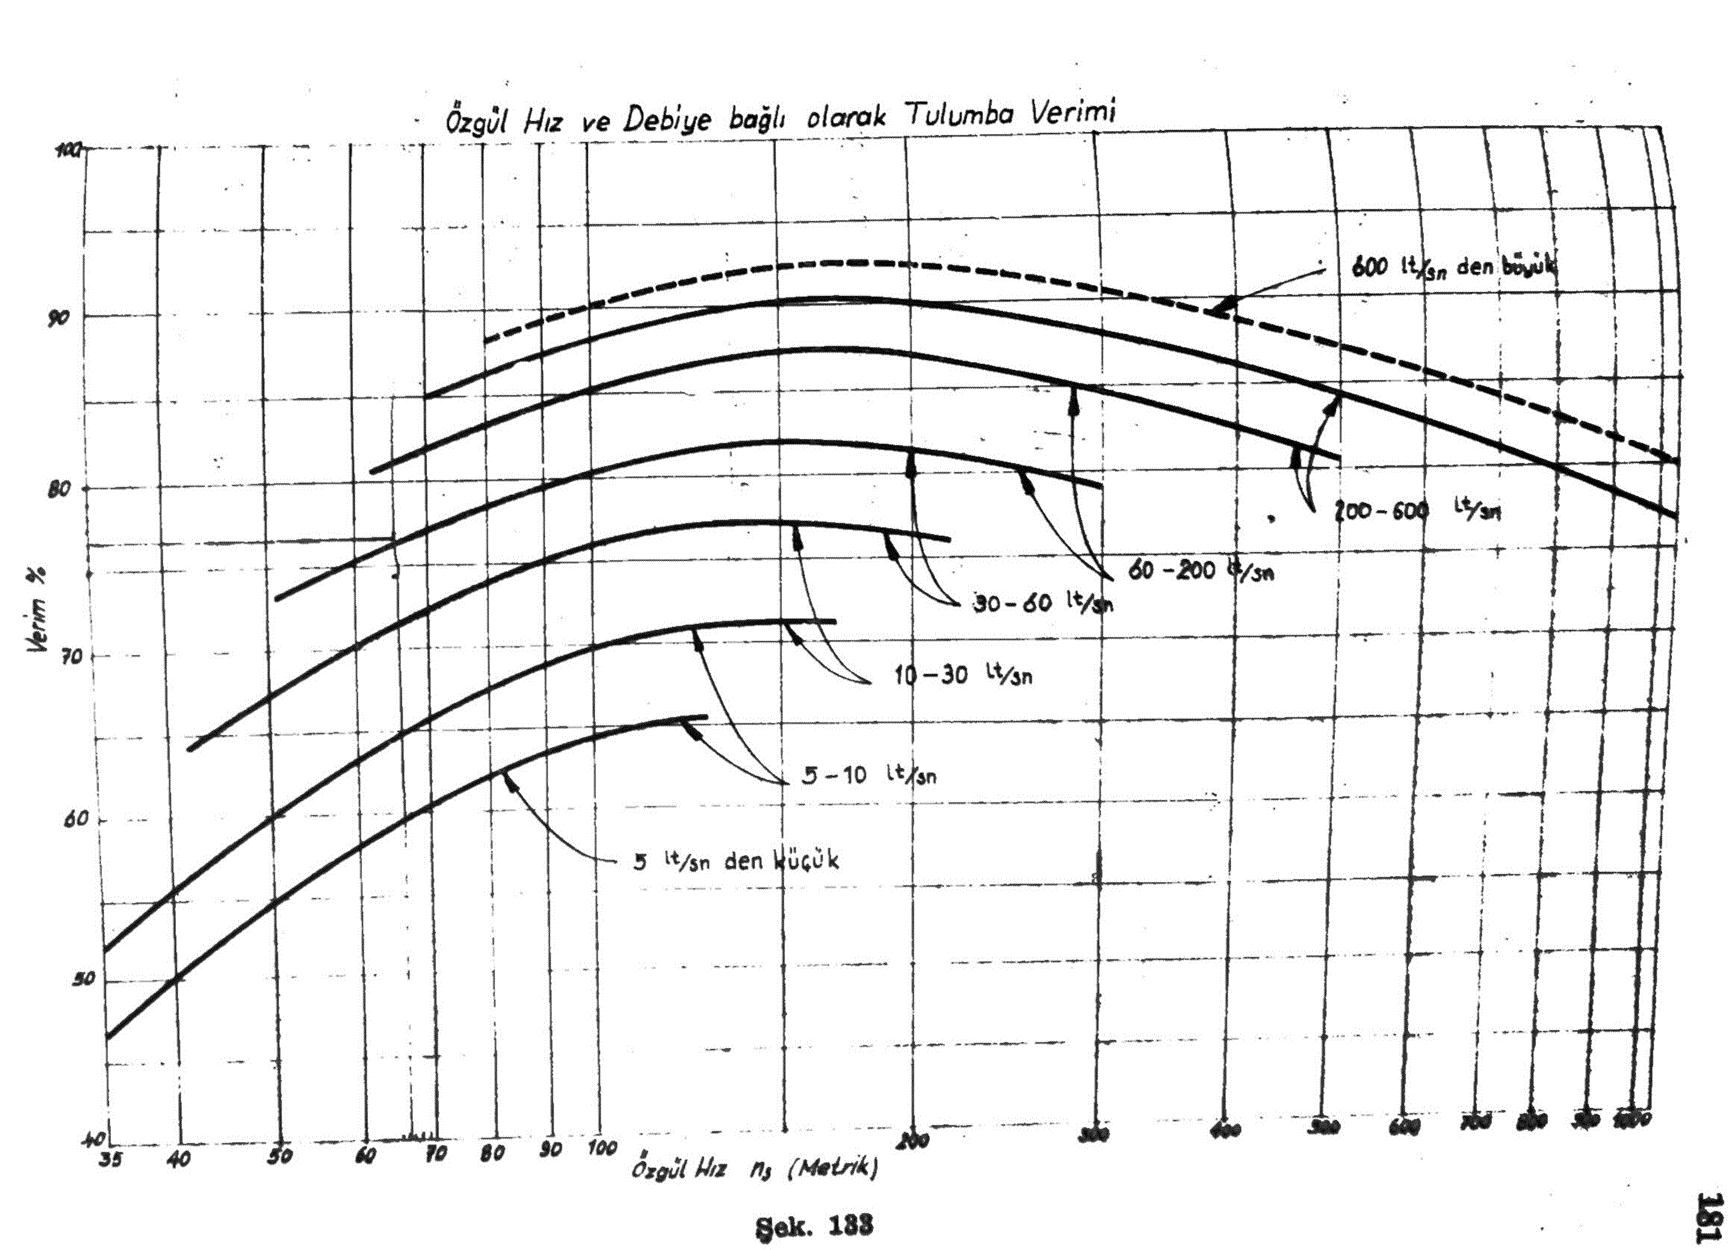 Özgül Hız ve Debiye bağlı olarak Tulumba Verimi
100
90
80
70
60
50
40
Verim %
600 lt/sn den büyük
200-600 lt/sn
60-200 lt/sn
30-60 lt/sn
10-30 lt/sn
5-10 lt/sn
5 lt/sn den küçük
35 40 50 60 70 80 90 100 200 300 400 500 600 700 800 900 1000
Özgül Hız ns (Metrik)
Şek. 133
181